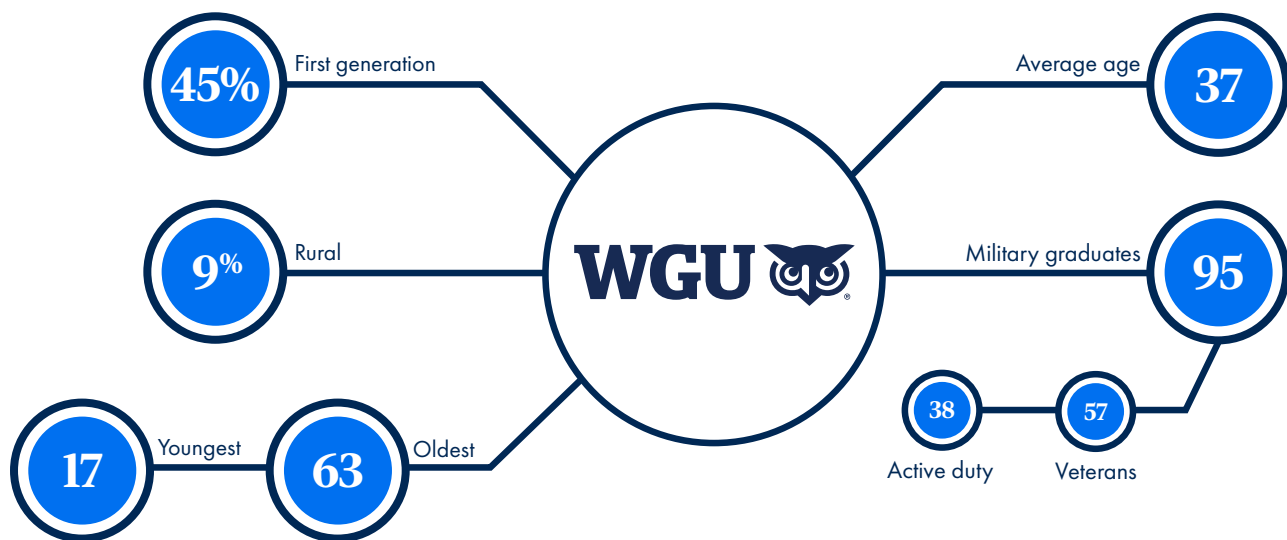 45%
First generation
Average age
37
9%
Rural
WGU
®
Military graduates
95
38
57
Active duty
Veterans
17
Youngest
63
Oldest